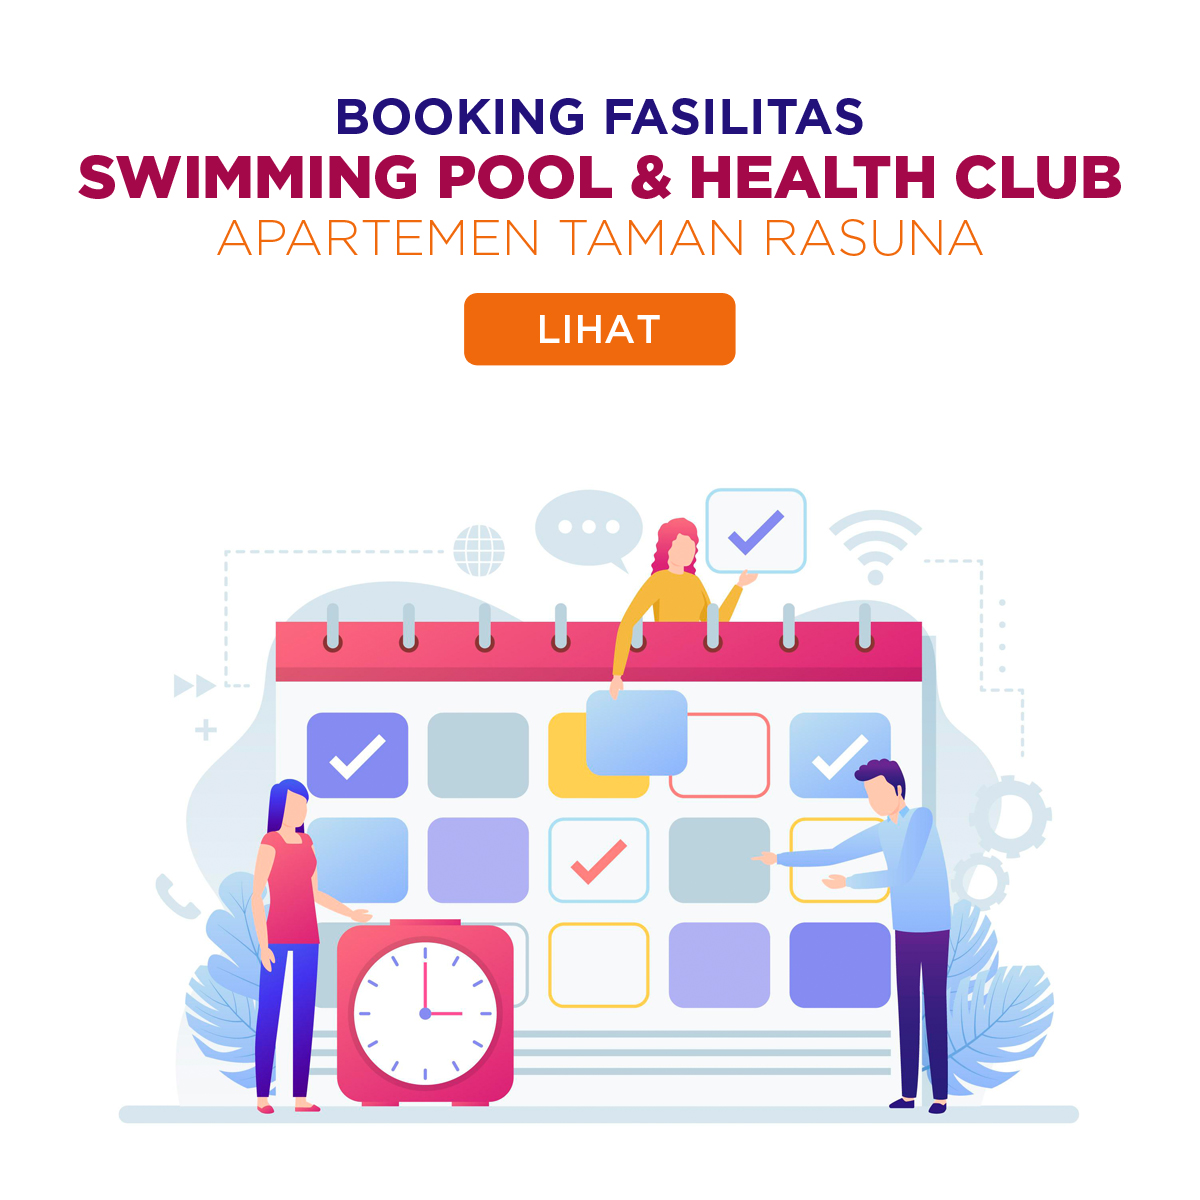 BOOKING FASILITAS
SWIMMING POOL & HEALTH CLUB
APARTEMEN TAMAN RASUNA
LIHAT